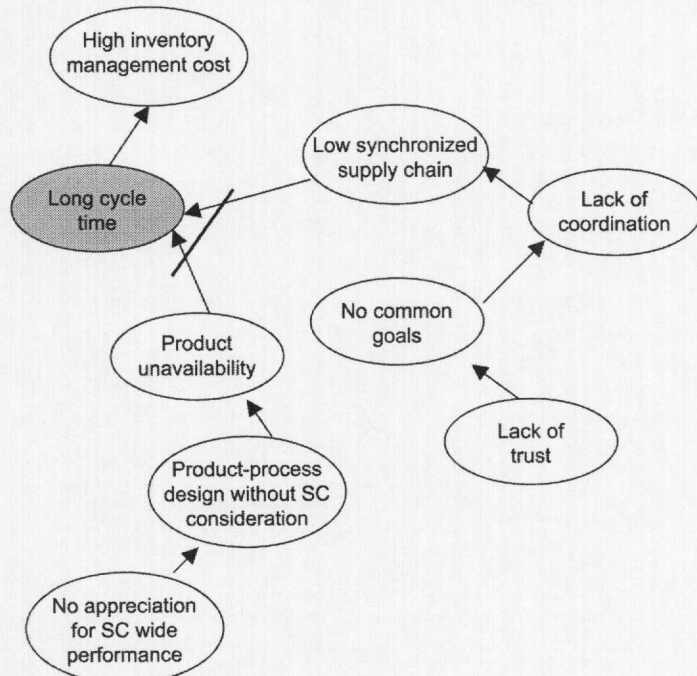 High inventory
management cost
Low synchronized
supply chain
Long cycle
time
Lack of
coordination
No common
goals
Product
unavailability
Lack of
trust
Product-process
design without SC
consideration
No appreciation
for SC wide
performance